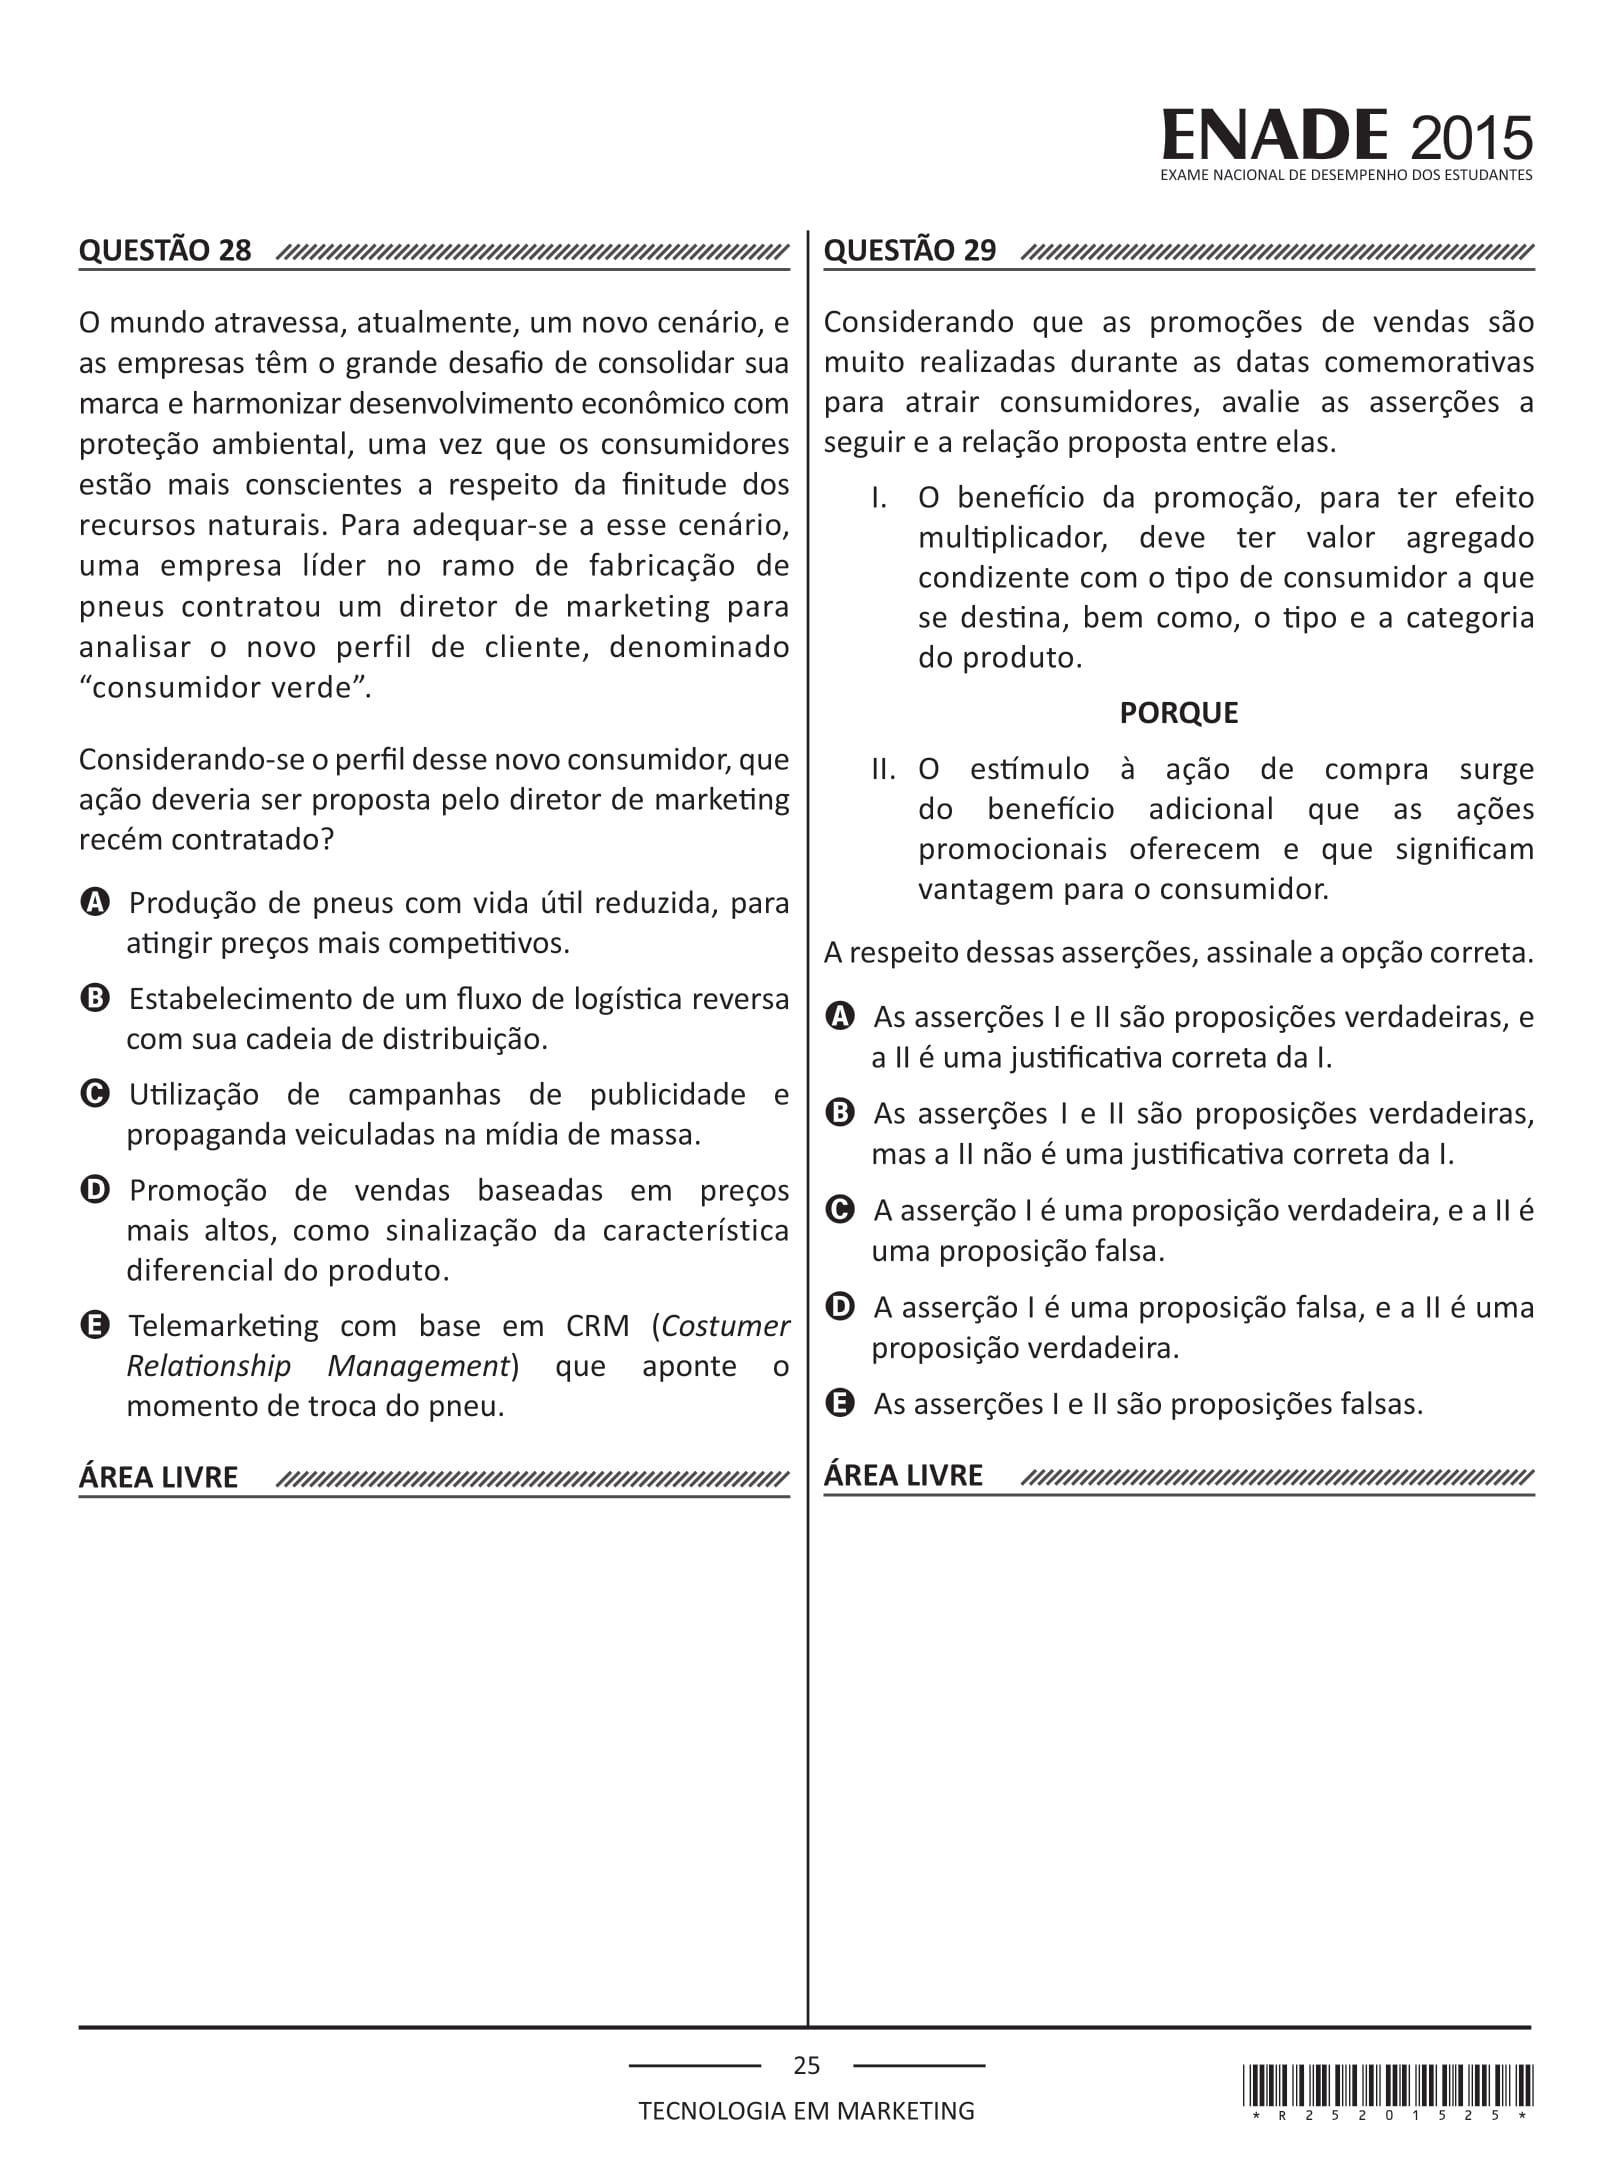 ENADE 2015
EXAME NACIONAL DE DESEMPENHO DOS ESTUDANTES
QUESTÃO 28
O mundo atravessa, atualmente, um novo cenário, e
as empresas têm o grande desafio de consolidar sua
marca e harmonizar desenvolvimento econômico com
proteção ambiental, uma vez que os consumidores
estão mais conscientes a respeito da finitude dos
recursos naturais. Para adequar-se a esse cenário,
uma empresa líder no ramo de fabricação de
pneus contratou um diretor de marketing para
analisar o novo perfil de cliente, denominado
“consumidor verde”.
Considerando-se o perfil desse novo consumidor, que
ação deveria ser proposta pelo diretor de marketing
recém contratado?
A Produção de pneus com vida útil reduzida, para
atingir preços mais competitivos.
B Estabelecimento de um fluxo de logística reversa
com sua cadeia de distribuição.
C Utilização de campanhas de publicidade e
propaganda veiculadas na mídia de massa.
D Promoção de vendas baseadas em preços
mais altos, como sinalização da característica
diferencial do produto.
E Telemarketing com base em CRM (Costumer
Relationship Management) que aponte o
momento de troca do pneu.
ÁREA LIVRE
QUESTÃO 29
Considerando que as promoções de vendas são
muito realizadas durante as datas comemorativas
para atrair consumidores, avalie as asserções a
seguir e a relação proposta entre elas.
I. O benefício da promoção, para ter efeito
multiplicador, deve ter valor agregado
condizente com o tipo de consumidor a que
se destina, bem como, o tipo e a categoria
do produto.
PORQUE
II. O estímulo à ação de compra surge
do benefício adicional que as ações
promocionais oferecem e que significam
vantagem para o consumidor.
A respeito dessas asserções, assinale a opção correta.
A As asserções I e II são proposições verdadeiras, e
a II é uma justificativa correta da I.
B As asserções I e II são proposições verdadeiras,
mas a II não é uma justificativa correta da I.
C A asserção I é uma proposição verdadeira, e a II é
uma proposição falsa.
D A asserção I é uma proposição falsa, e a II é uma
proposição verdadeira.
E As asserções I e II são proposições falsas.
ÁREA LIVRE
25
TECNOLOGIA EM MARKETING
*R25201525*